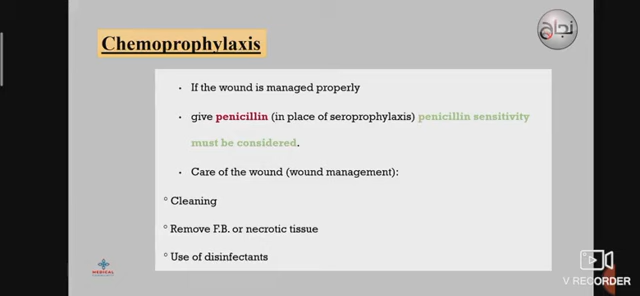 نجاح
Chemoprophylaxis
• If the wound is managed properly
• give penicillin (in place of seroprophylaxis) penicillin sensitivity
must be considered.
• Care of the wound (wound management):
° Cleaning
° Remove F.B. or necrotic tissue
° Use of disinfectants
MEDICAL
V RECORDER